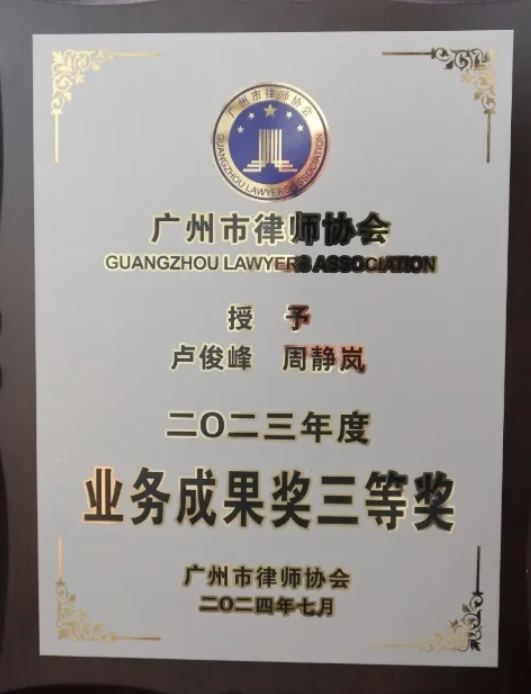 广州市律师协会
GUANGZHOU LAWYERS ASSOCIATION
广州市律师协会
GUANGZHOU LAWYERS ASSOCIATION
授 予
卢俊峰 周静岚
二〇二三年度
业务成果奖三等奖
广州市律师协会
二〇二四年七月